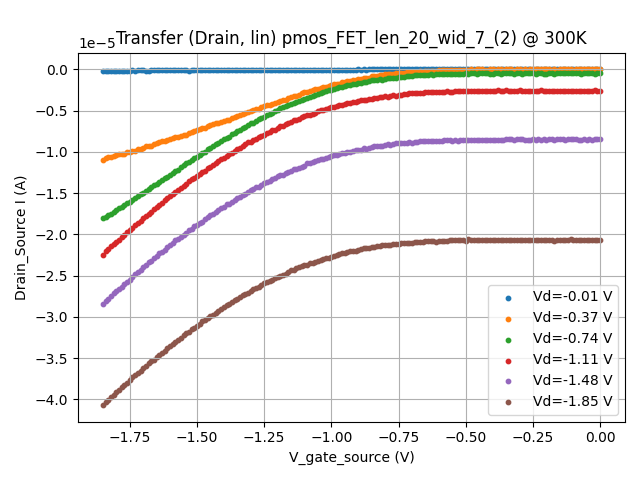 Transfer (Drain, lin) pmos_FET_len_20_wid_7_(2) @ 300K
1e−5
0.0
−0.5
−1.0
−1.5
−2.0
−2.5
−3.0
−3.5
−4.0
Drain_Source I (A)
Vd=-0.01 V
Vd=-0.37 V
Vd=-0.74 V
Vd=-1.11 V
Vd=-1.48 V
Vd=-1.85 V
−1.75 −1.50 −1.25 −1.00 −0.75 −0.50 −0.25 0.00
V_gate_source (V)